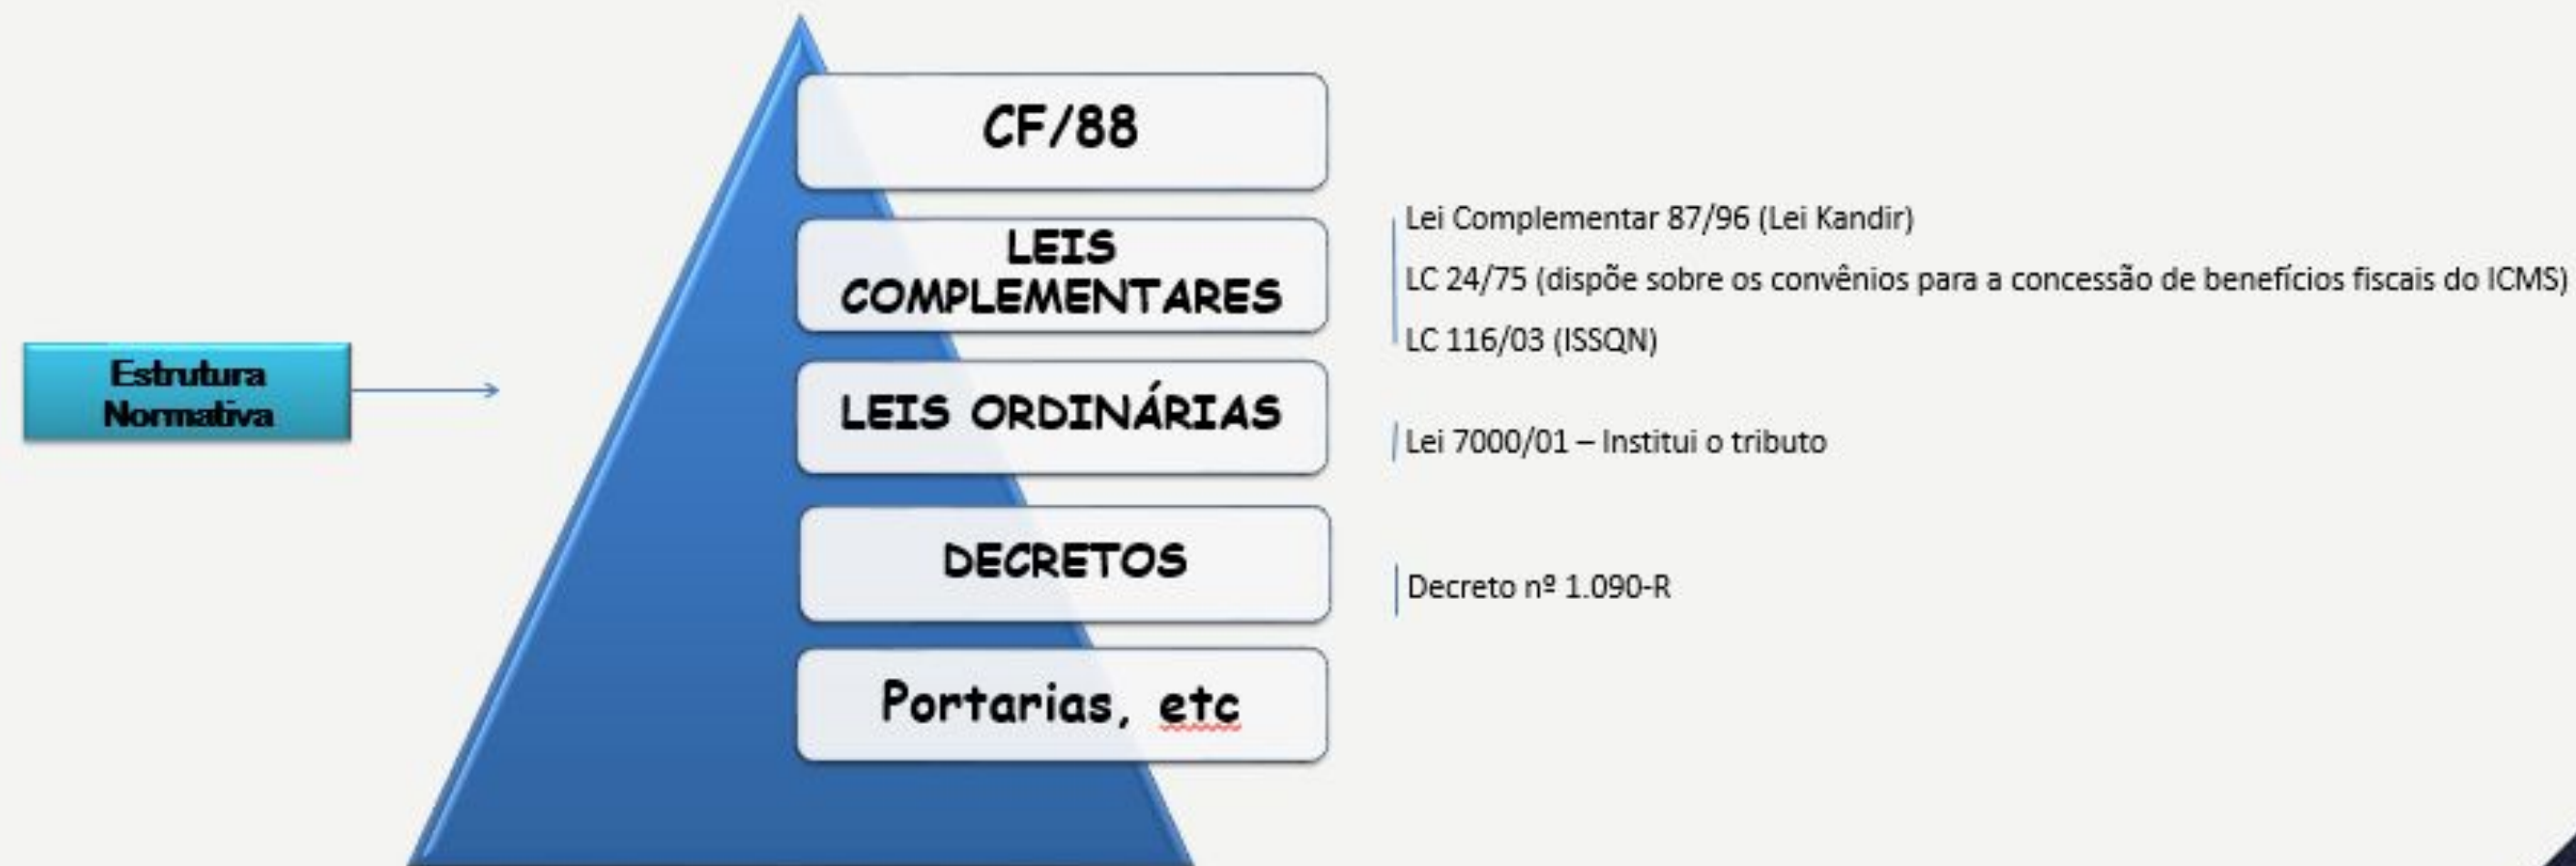 Estrutura
Normativa
CF/88
LEIS
COMPLEMENTARES
Lei Complementar 87/96 (Lei Kandir)
LC 24/75 (dispõe sobre os convênios para a concessão de benefícios fiscais do ICMS)
LC 116/03 (ISSQN)
LEIS ORDINÁRIAS
Lei 7000/01 – Institui o tributo
DECRETOS
Decreto nº 1.090-R
Portarias, etc